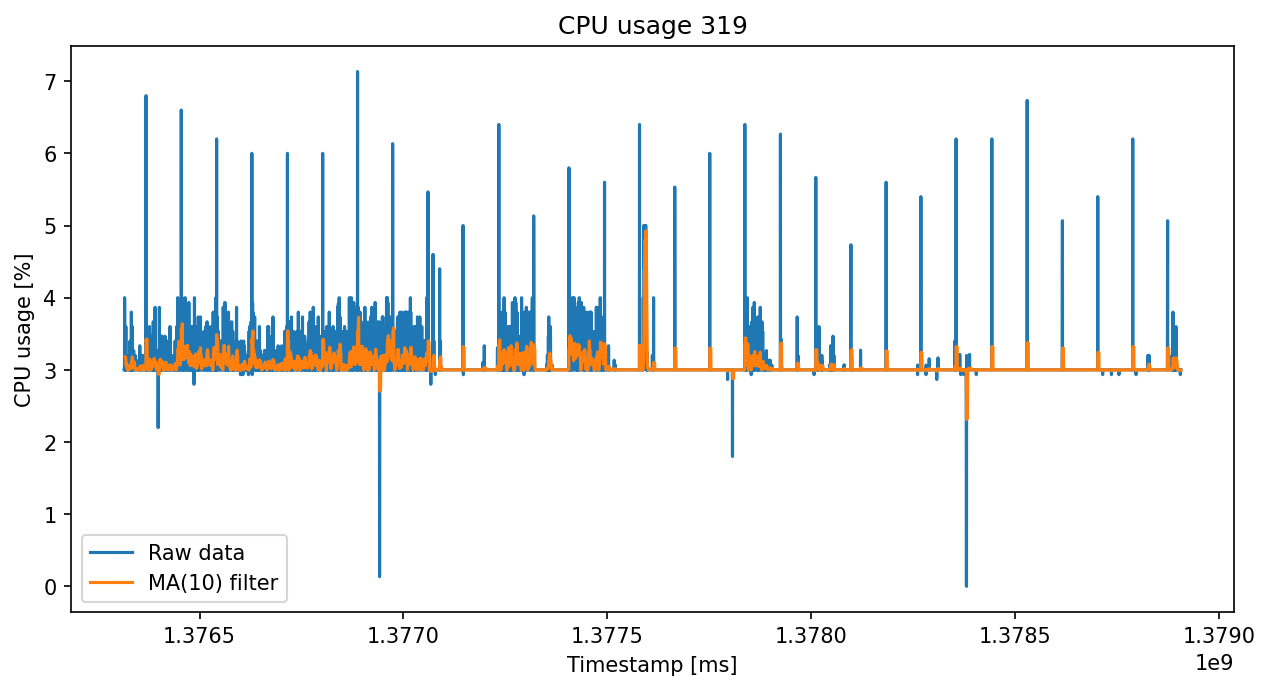 CPU usage 319
CPU usage [%]
7
6
5
4
3
2
1
0
Raw data
MA(10) filter
1.3765 1.3770 1.3775 1.3780 1.3785 1.3790
1e9
Timestamp [ms]